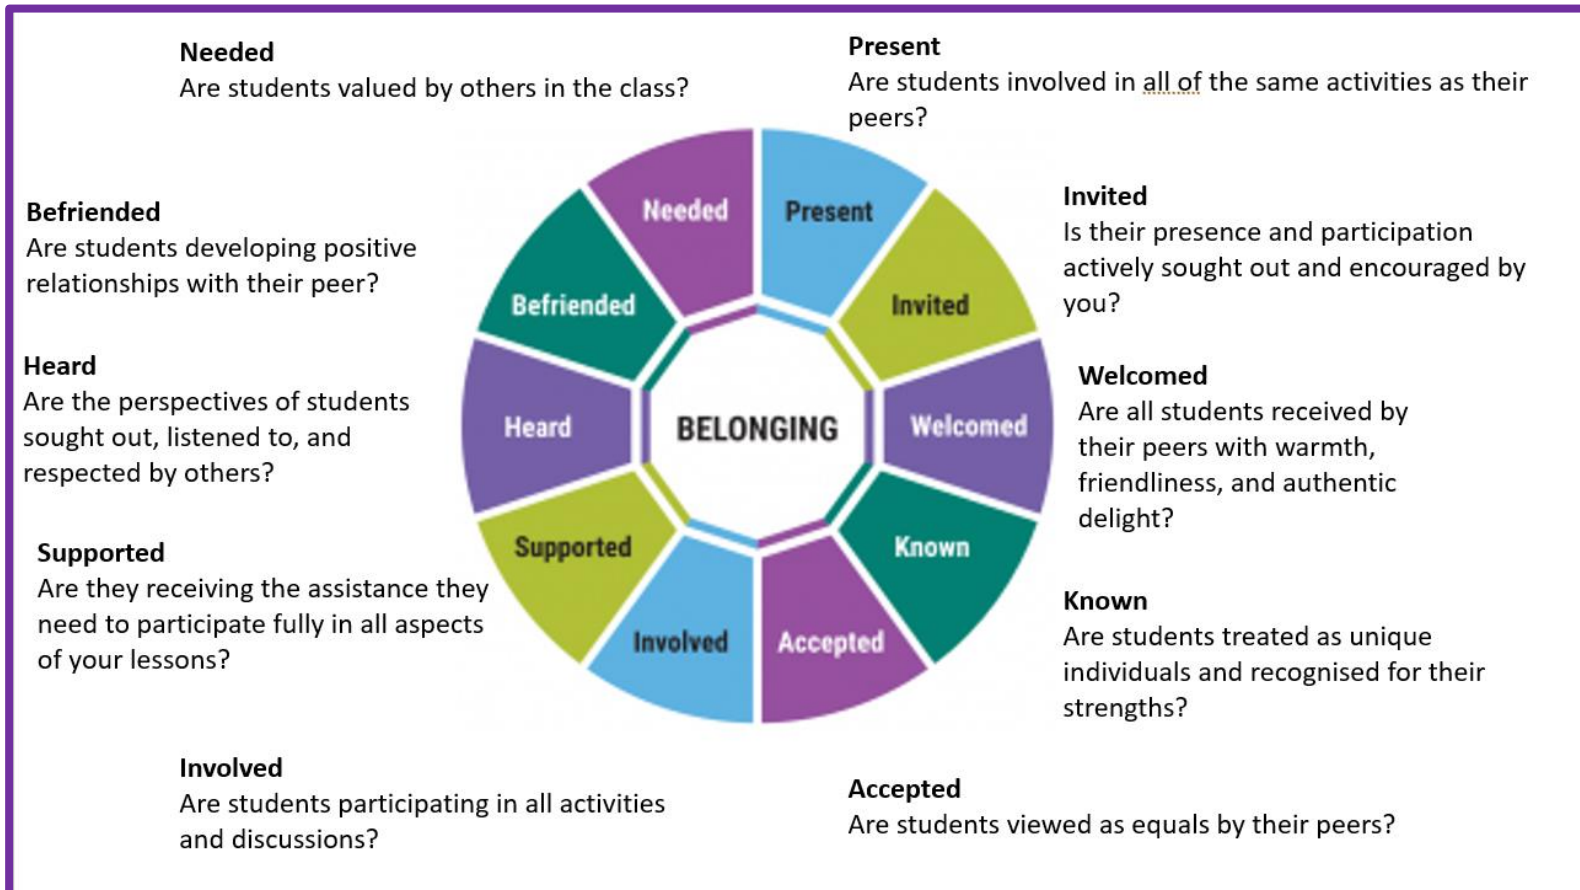 Needed
Are students valued by others in the class?
Present
Are students involved in all of the same activities as their
peers?
Befriended
Are students developing positive
relationships with their peer?
Invited
Is their presence and participation
actively sought out and encouraged by
you?
Heard
Are the perspectives of students
sought out, listened to, and
respected by others?
Welcomed
Are all students received by
their peers with warmth,
friendliness, and authentic
delight?
Supported
Are they receiving the assistance they
need to participate fully in all aspects
of your lessons?
Known
Are students treated as unique
individuals and recognised for their
strengths?
Involved
Are students participating in all activities
and discussions?
Accepted
Are students viewed as equals by their peers?
Needed
Present
Befriended
Invited
Heard
BELONGING
Welcomed
Supported
Known
Involved
Accepted